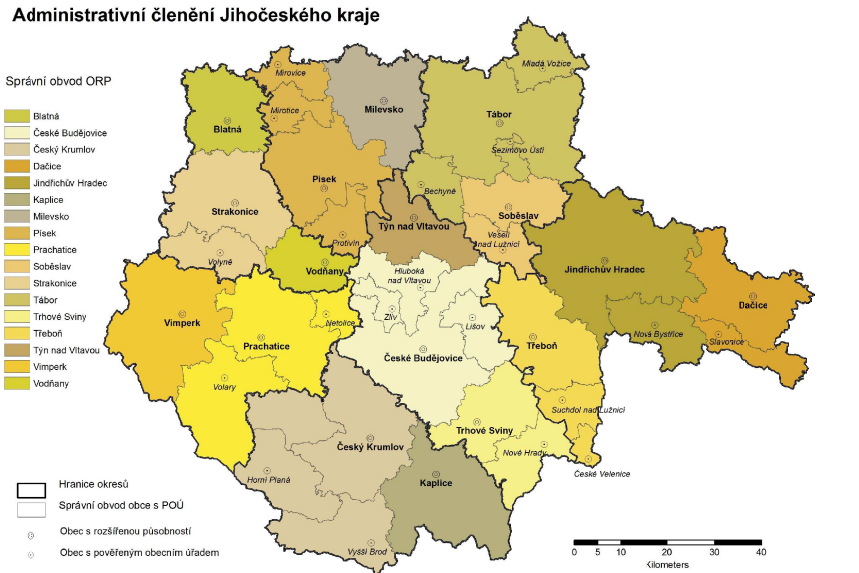 Administrativní členění Jihočeského kraje
Správní obvod ORP
Blatná
České Budějovice
Český Krumlov
Dačice
Jindřichův Hradec
Kaplice
Milevsko
Písek
Prachatice
Soběslav
Strakonice
Tábor
Trhové Sviny
Třeboň
Týn nad Vltavou
Vimperk
Vodňany
Hranice okresů
Správní obvod obce s POÚ
Obec s rozšířenou působností
Obec s pověřeným obecním úřadem
Mladá Vožice
Mirovice
Milevsko
Mirotice
Tábor
Blatná
Sezimovo Ústí
Písek
Bechyně
Strakonice
Soběslav
Týn nad Vltavou
Protivín
Veselí
nad Lužnicí
Volyně
Vodňany
Hluboká
nad Vltavou
Jindřichův Hradec
Dačice
Zliv
Netolice
Lišov
Vimperk
Nová Bystřice
Slavonice
Třeboň
Prachatice
České Budějovice
Volary
Suchdol nad Lužnicí
Trhové Sviny
Český Krumlov
Nové Hrady
České Velenice
Horní Planá
Kaplice
Vyšší Brod
0 5 10 20 30 40
Kilometers